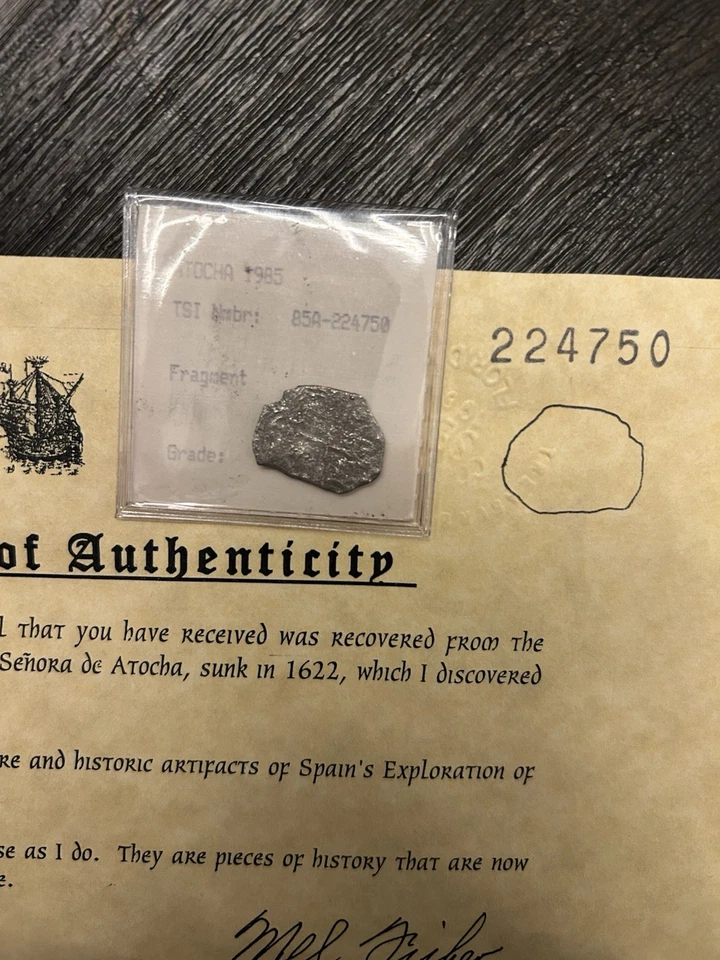 ATOCHA 1985
TSI Nmbr: 85A-224750
224750
Fragment
Grade:
of Authenticity
l that you have received was recovered from the
Señora de Atocha, sunk in 1622, which I discovered
re and historic artifacts of Spain's Exploration of
se as I do. They are pieces of history that are now
e.
Mel Fisher